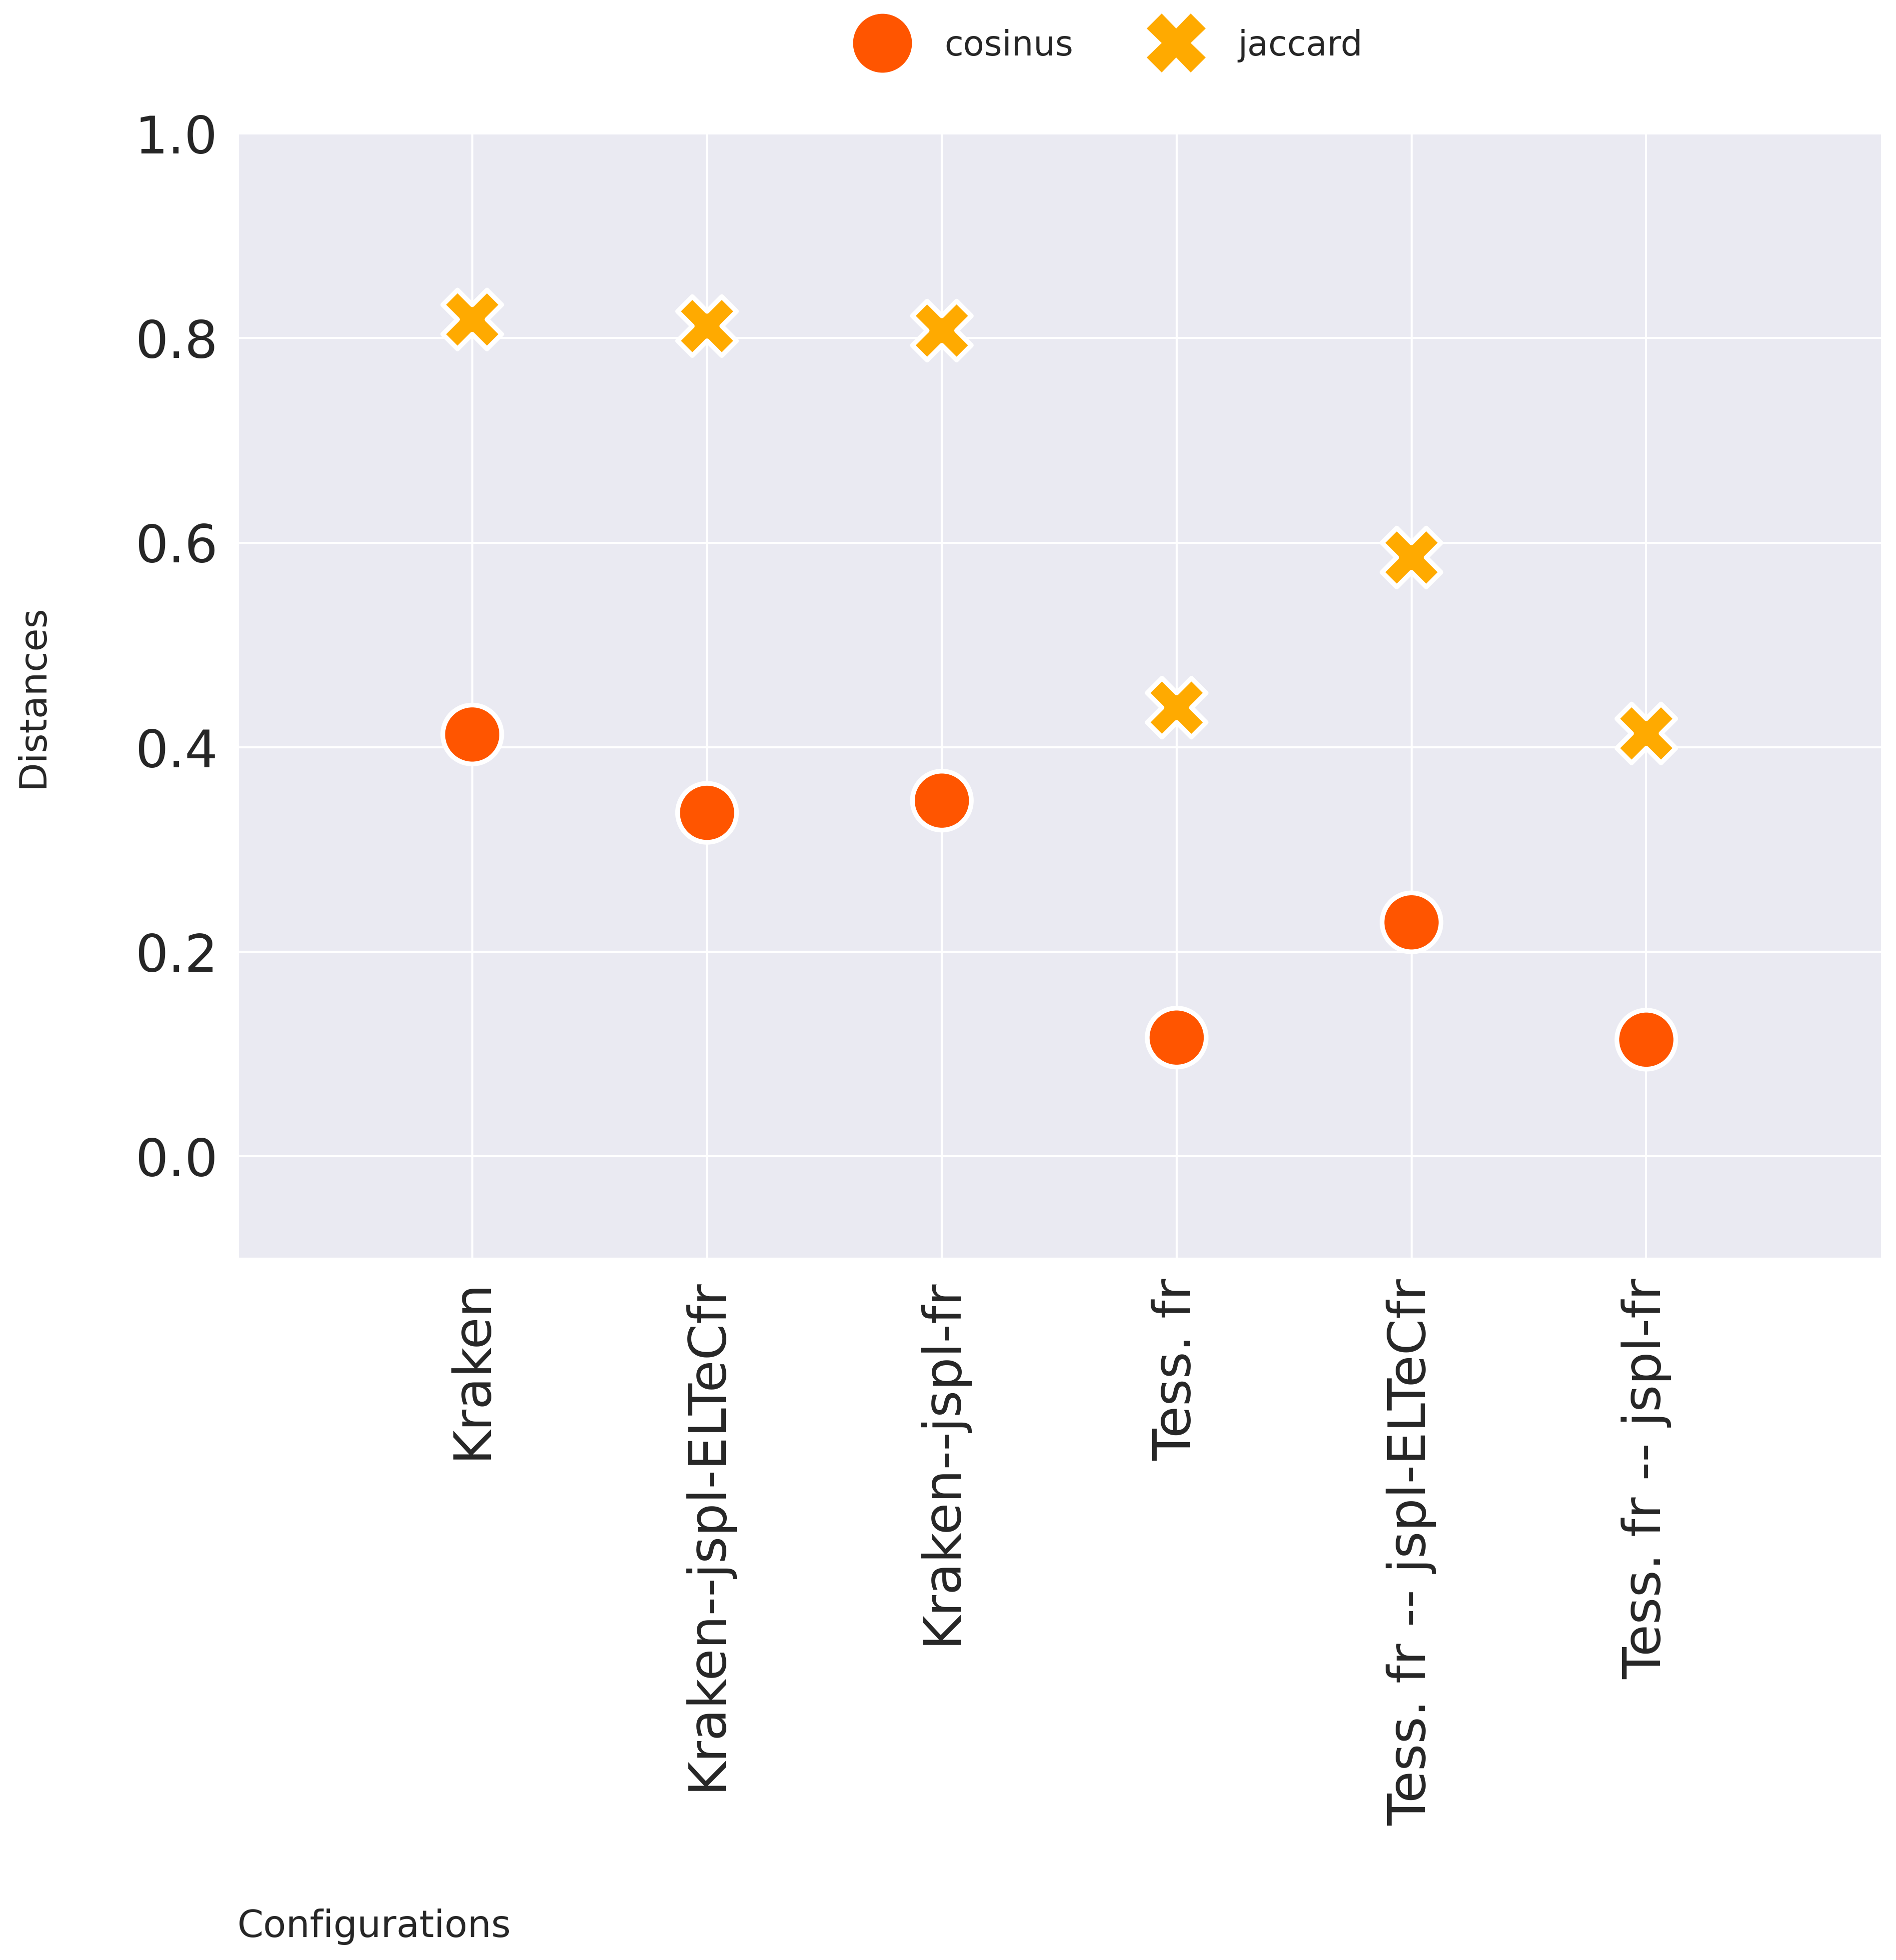 cosinus jaccard
1.0
0.8
0.6
0.4
0.2
0.0
Distances
Kraken
Kraken--jspl-ELTeCfr
Kraken--jspl-fr
Tess. fr
Tess. fr -- jspl-ELTeCfr
Tess. fr -- jspl-fr
Configurations